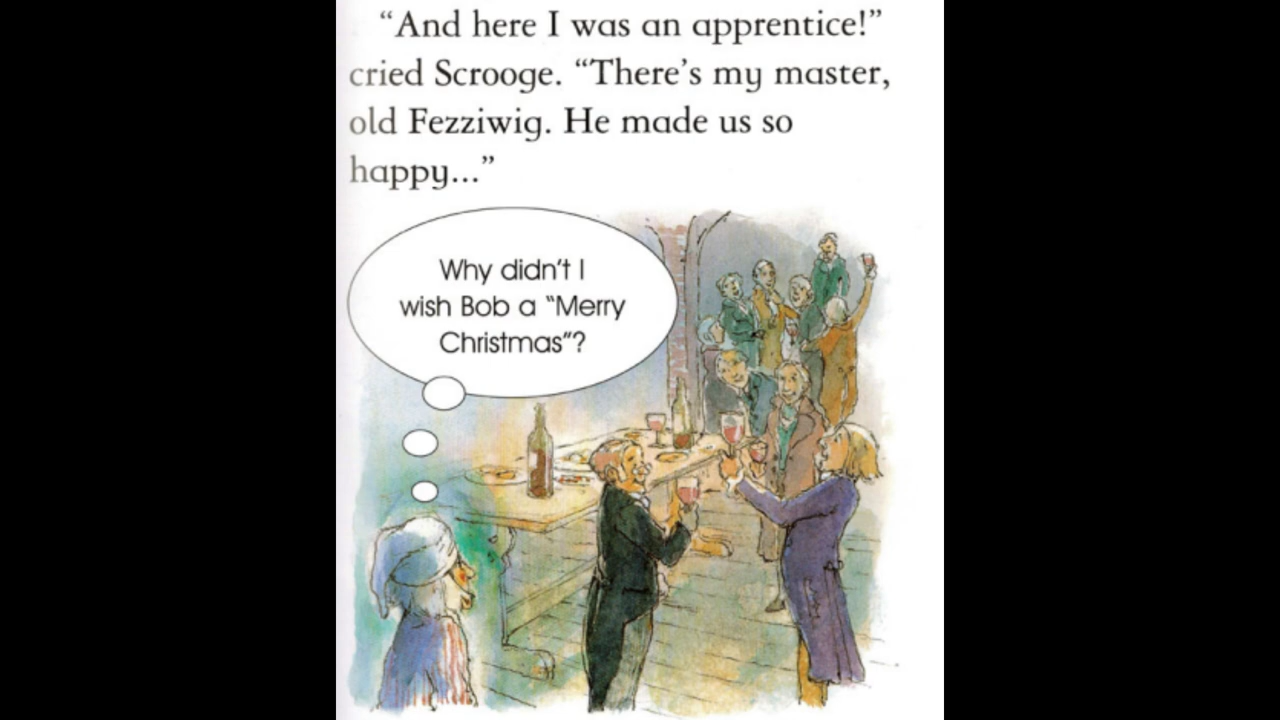 “And here I was an apprentice!”
cried Scrooge. “There’s my master,
old Fezziwig. He made us so
happy...”
Why didn’t I
wish Bob a “Merry
Christmas”?